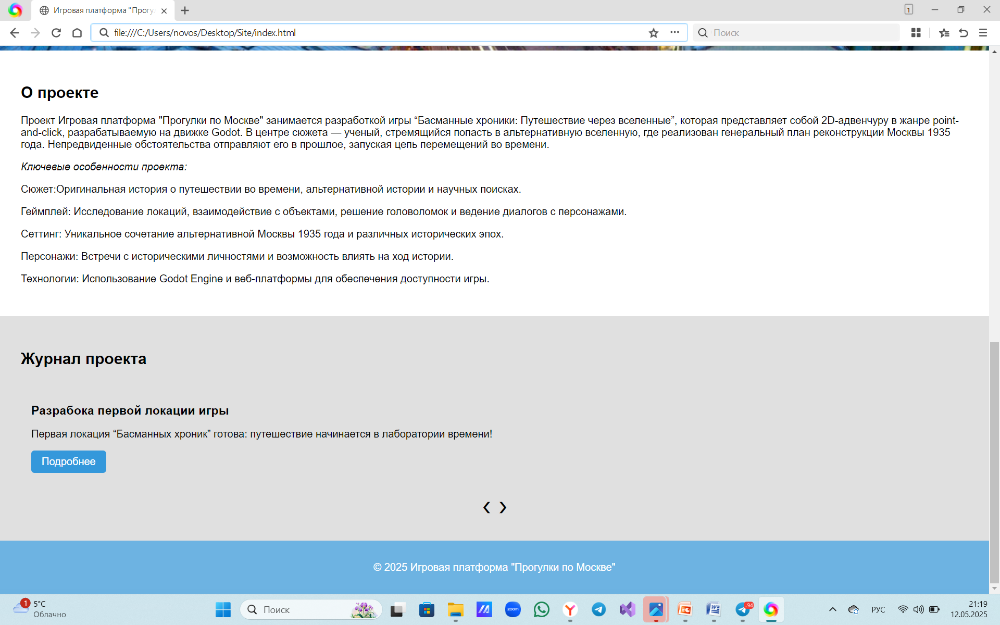 Игровая платформа "Прогу
1
file:///C:/Users/novos/Desktop/Site/index.html
Поиск
О проекте
Проект Игровая платформа "Прогулки по Москве" занимается разработкой игры “Басманные хроники: Путешествие через вселенные”, которая представляет собой 2D-адвенчуру в жанре point-
and-click, разрабатываемую на движке Godot. В центре сюжета — ученый, стремящийся попасть в альтернативную вселенную, где реализован генеральный план реконструкции Москвы 1935
года. Непредвиденные обстоятельства отправляют его в прошлое, запуская цепь перемещений во времени.
Ключевые особенности проекта:
Сюжет:Оригинальная история о путешествии во времени, альтернативной истории и научных поисках.
Геймплей: Исследование локаций, взаимодействие с объектами, решение головоломок и ведение диалогов с персонажами.
Сеттинг: Уникальное сочетание альтернативной Москвы 1935 года и различных исторических эпох.
Персонажи: Встречи с историческими личностями и возможность влиять на ход истории.
Технологии: Использование Godot Engine и веб-платформы для обеспечения доступности игры.
Журнал проекта
Разрабока первой локации игры
Первая локация “Басманных хроник” готова: путешествие начинается в лаборатории времени!
Подробнее
❮ ❯
© 2025 Игровая платформа "Прогулки по Москве"
1
5°C
Облачно
Поиск
zoom
..94
РУС
21:19
12.05.2025